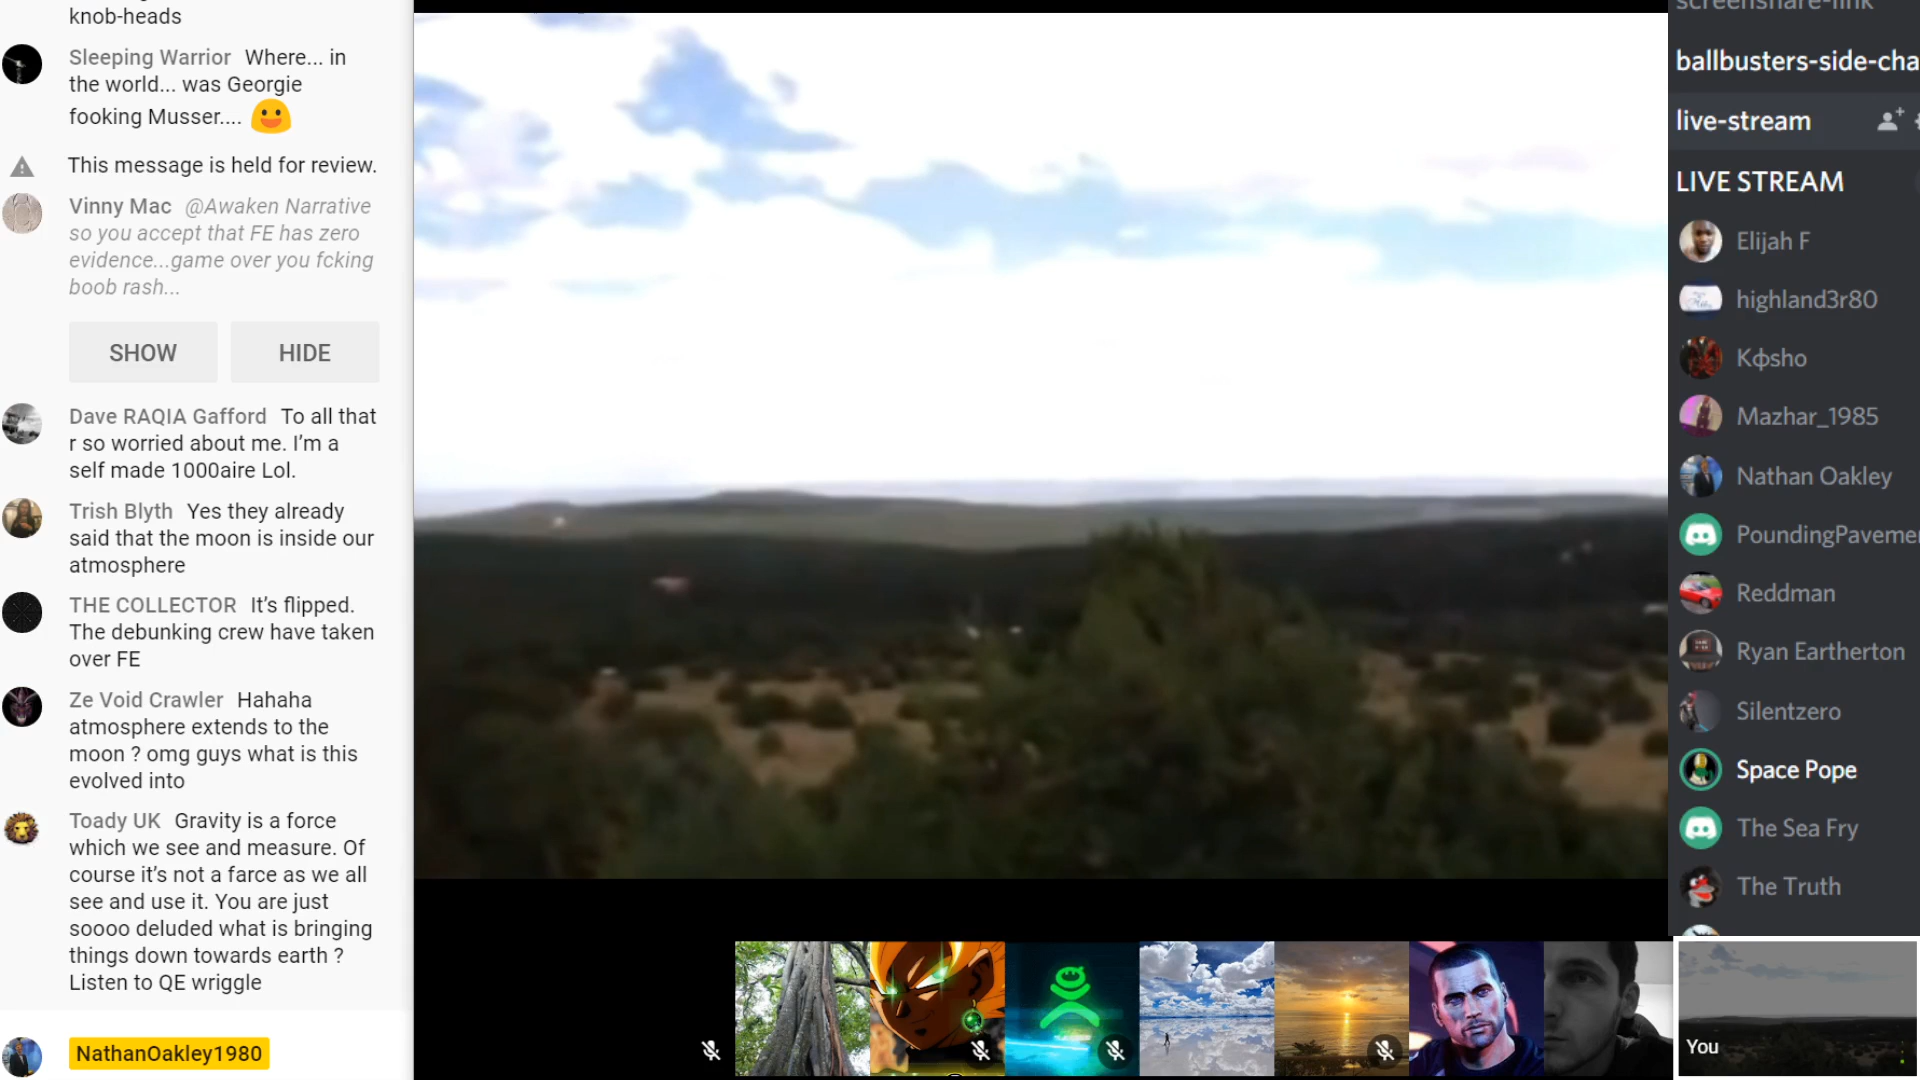 knob-heads
Sleeping Warrior Where... in
the world... was Georgie
fooking Musser....
This message is held for review.
Vinny Mac @Awaken Narrative
so you accept that FE has zero
evidence...game over you fcking
boob rash...
SHOW HIDE
Dave RAQIA Gafford To all that
r so worried about me. I’m a
self made 1000aire Lol.
Trish Blyth Yes they already
said that the moon is inside our
atmosphere
THE COLLECTOR It’s flipped.
The debunking crew have taken
over FE
Ze Void Crawler Hahaha
atmosphere extends to the
moon ? omg guys what is this
evolved into
Toady UK Gravity is a force
which we see and measure. Of
course it’s not a farce as we all
see and use it. You are just
soooo deluded what is bringing
things down towards earth ?
Listen to QE wriggle
NathanOakley1980
screenshare-link
ballbusters-side-cha
live-stream
LIVE STREAM
Elijah F
highland3r80
Kфsho
Mazhar_1985
Nathan Oakley
PoundingPaveme
Reddman
Ryan Eartherton
Silentzero
Space Pope
The Sea Fry
The Truth
You